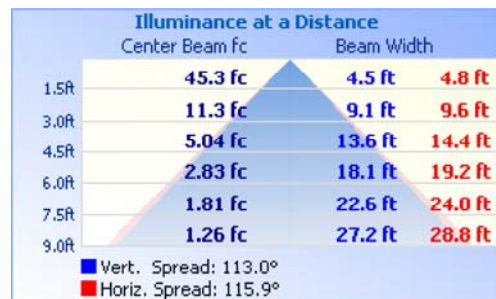 Illuminance at a Distance
Center Beam fc Beam Width
1.5ft 45.3 fc 4.5 ft 4.8 ft
3.0ft 11.3 fc 9.1 ft 9.6 ft
4.5ft 5.04 fc 13.6 ft 14.4 ft
6.0ft 2.83 fc 18.1 ft 19.2 ft
7.5ft 1.81 fc 22.6 ft 24.0 ft
9.0ft 1.26 fc 27.2 ft 28.8 ft
Vert. Spread: 113.0°
Horiz. Spread: 115.9°